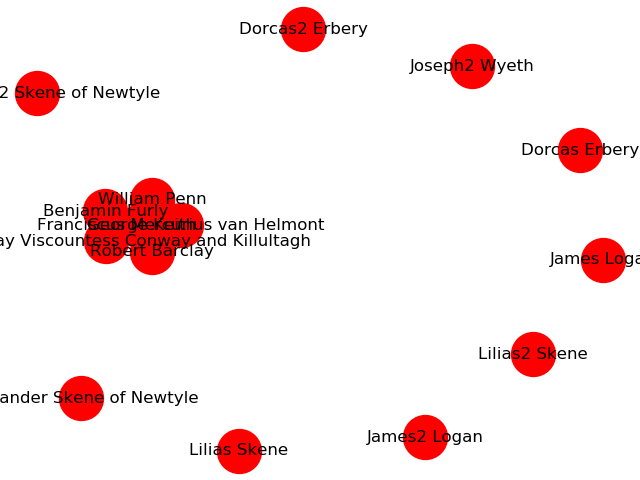 Dorcas2 Erbery
Joseph2 Wyeth
2 Skene of Newtyle
Dorcas Erbery
William Penn
Benjamin Furly
Franciscus Mercurius van Helmont
George Keith
ay Viscountess Conway and Killultagh
Robert Barclay
James Loga
Lilias2 Skene
ander Skene of Newtyle
James2 Logan
Lilias Skene